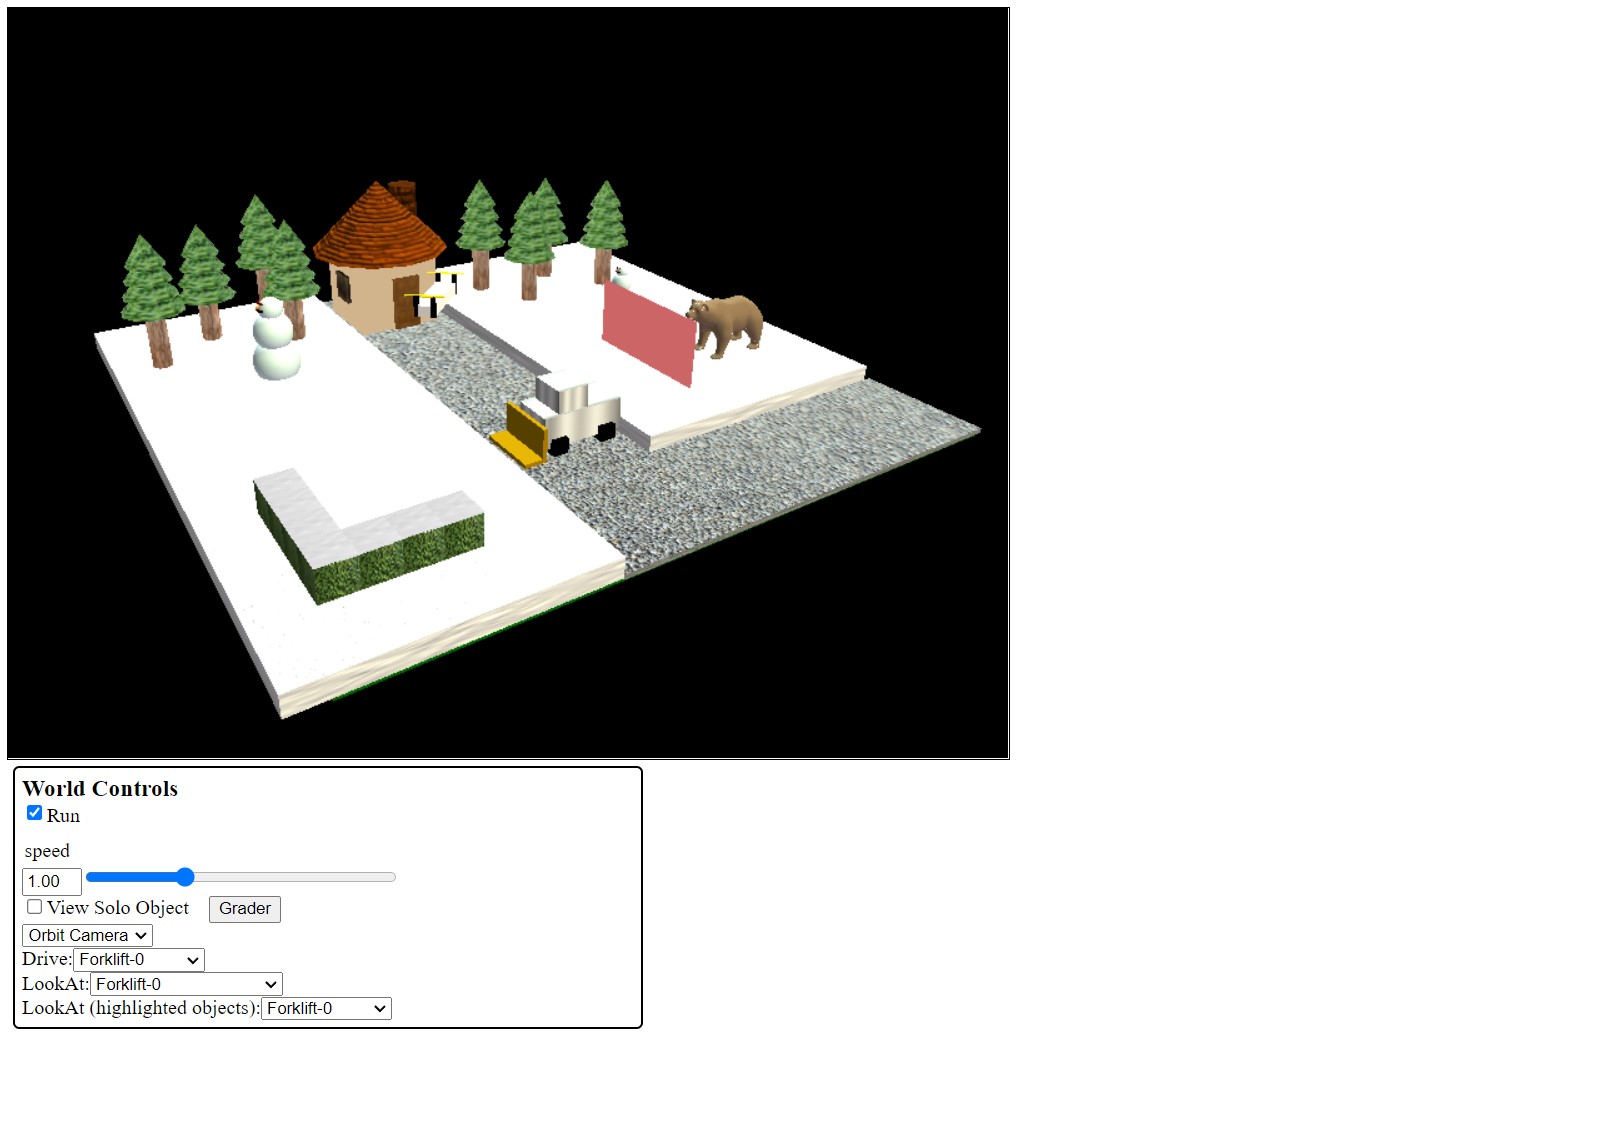 World Controls
Run
speed
1.00
View Solo Object Grader
Orbit Camera
Drive: Forklift-0
LookAt: Forklift-0
LookAt (highlighted objects): Forklift-0